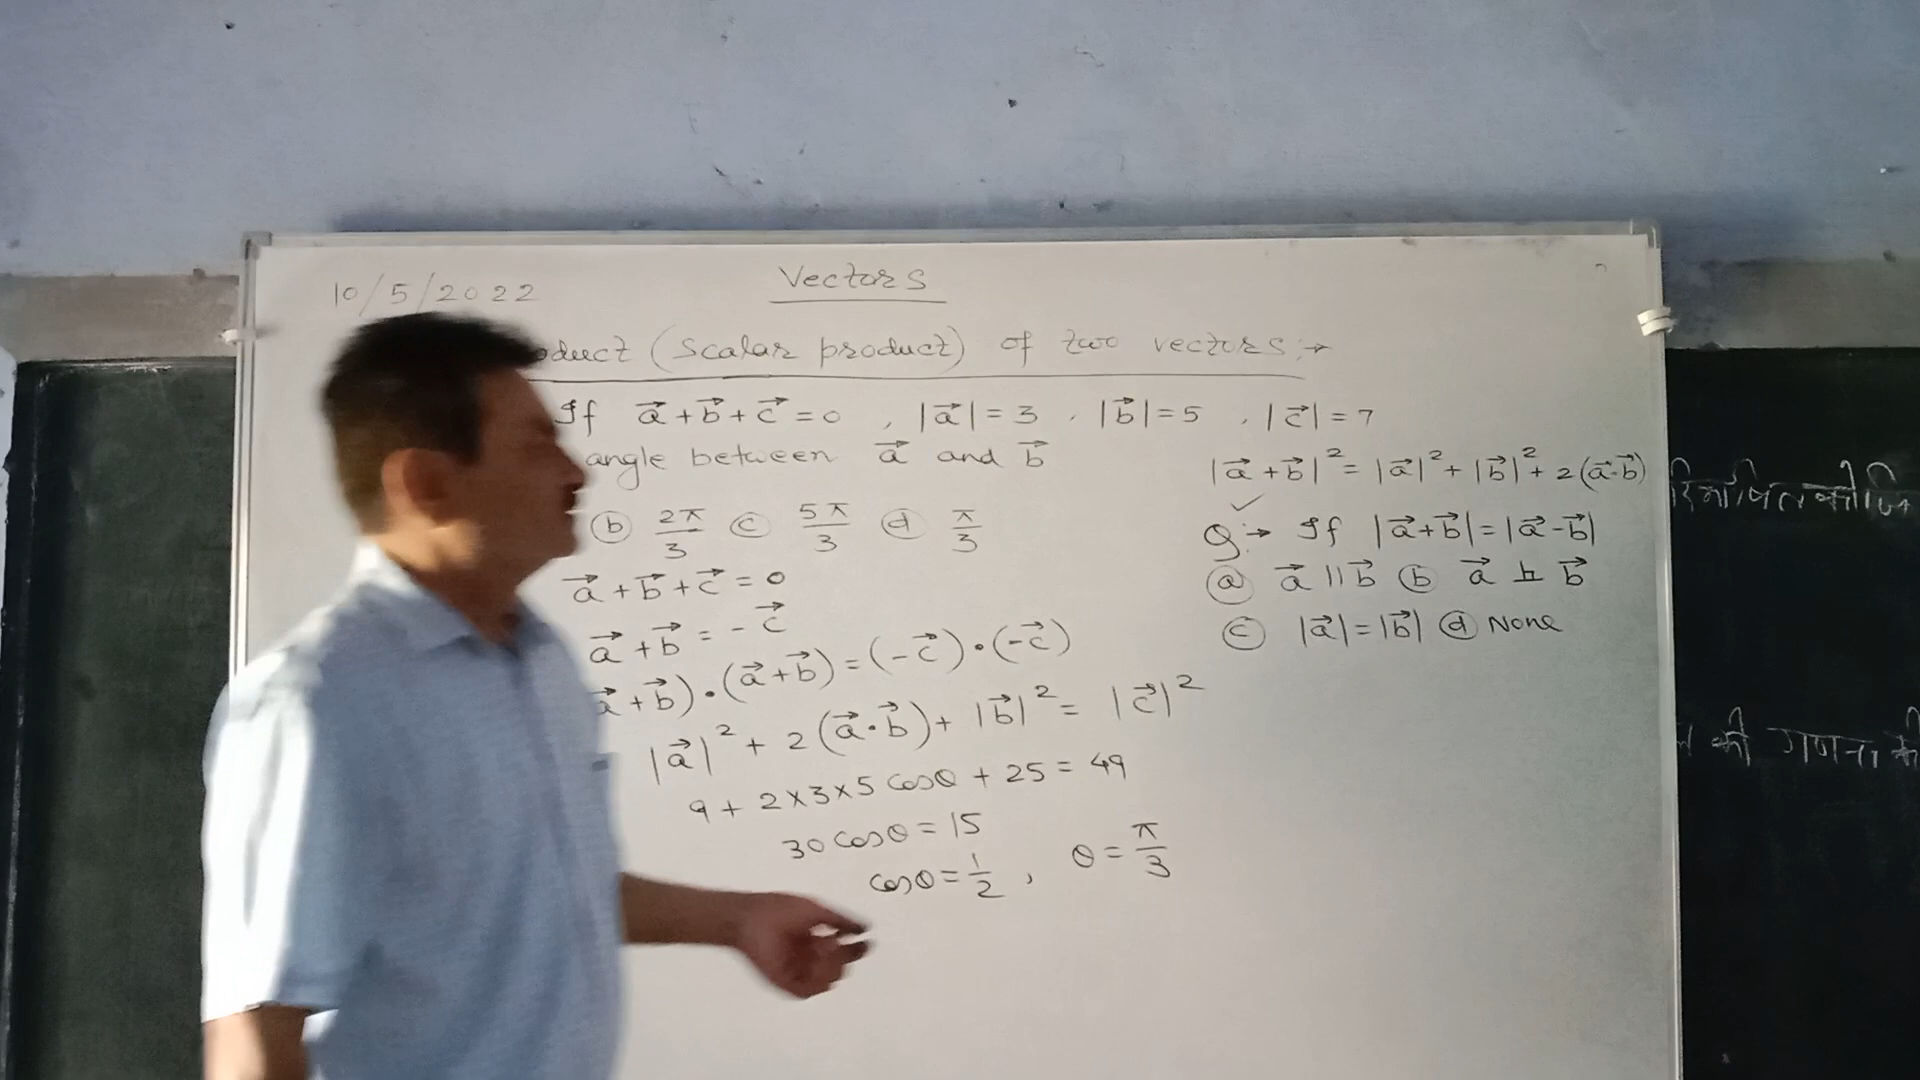 10/5/2022
Vectors
(Scalar product) of two vectors :→
If a⃗ + b⃗ + c⃗ = 0 , |a⃗| = 3 , |b⃗| = 5 , |c⃗| = 7
angle between a⃗ and b⃗
ⓑ 2π/3 ⓒ 5π/3 ⓓ π/3
a⃗ + b⃗ + c⃗ = 0
a⃗ + b⃗ = - c⃗
a⃗ + b⃗) • (a⃗ + b⃗) = (-c⃗) • (-c⃗)
|a⃗|² + 2 (a⃗ • b⃗) + |b⃗|² = |c⃗|²
9 + 2×3×5 cosθ + 25 = 49
30 cosθ = 15
cosθ = 1/2 , θ = π/3
|a⃗ + b⃗|² = |a⃗|² + |b⃗|² + 2 (a⃗·b⃗)
✓
Q:→ If |a⃗ + b⃗| = |a⃗ - b⃗|
ⓐ a⃗ || b⃗ ⓑ a⃗ ⊥ b⃗
ⓒ |a⃗| = |b⃗| ⓓ None
की गणना